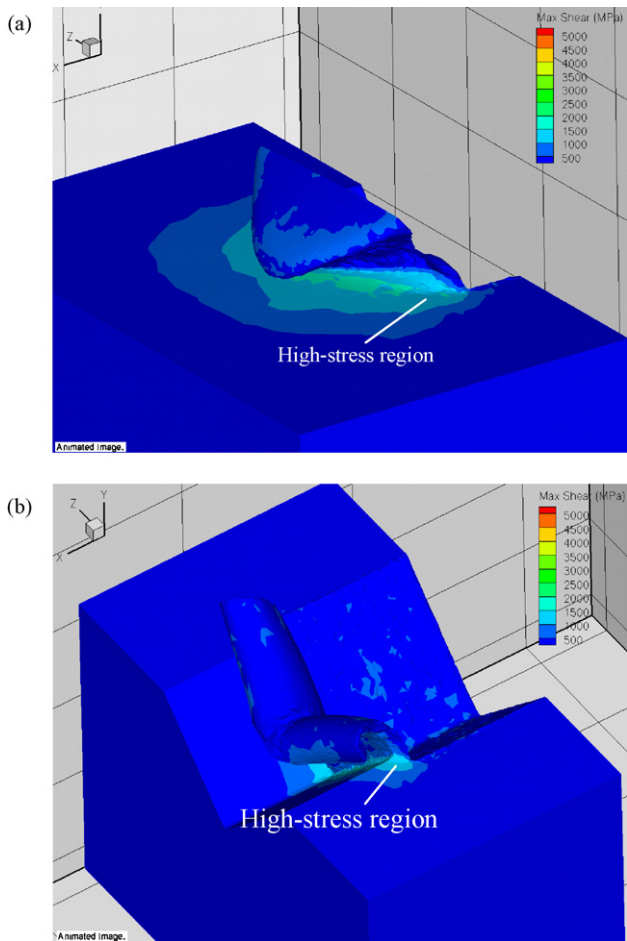 (a)
Z
X
Max Shear (MPa)
5000
4500
4000
3500
3000
2500
2000
1500
1000
500
High-stress region
Animated Image.
(b)
Z
Y
X
Max Shear (MPa)
5000
4500
4000
3500
3000
2500
2000
1500
1000
500
High-stress region
Animated Image.